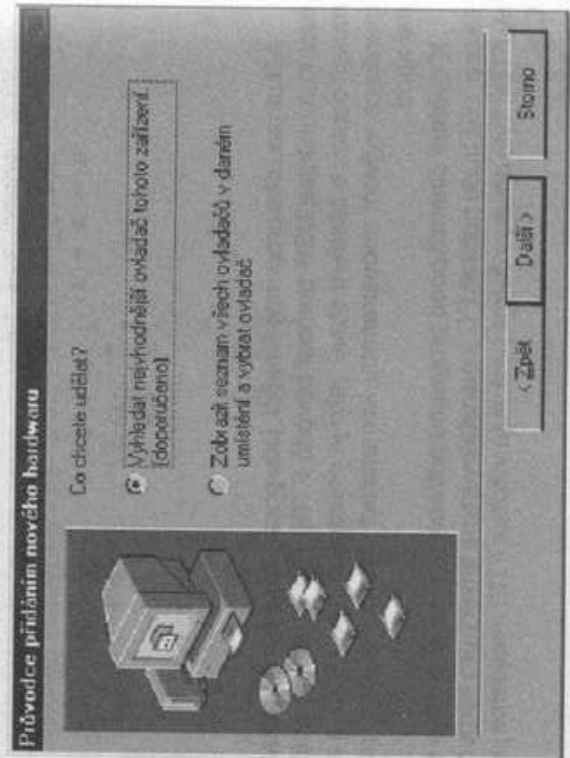 Průvodce přidáním nového hardwaru
Co chcete udělat?
Vyhledat nejvhodnější ovladač tohoto zařízení.
(doporučeno)
Zobrazit seznam všech ovladačů v daném
umístění a vybrat ovladač
< Zpět
Další >
Storno